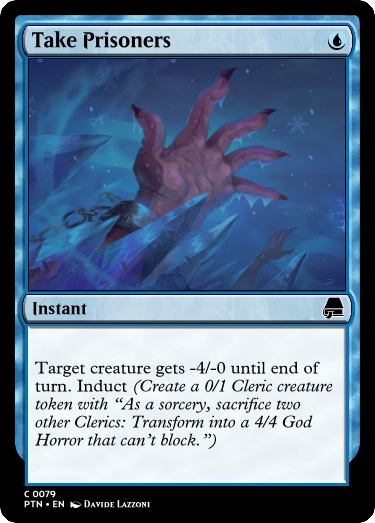 Take Prisoners
Instant
Target creature gets -4/-0 until end of
turn. Induct (Create a 0/1 Cleric creature
token with “As a sorcery, sacrifice two
other Clerics: Transform into a 4/4 God
Horror that can't block.”)
C 0079
PTN • EN Davide Lazzoni